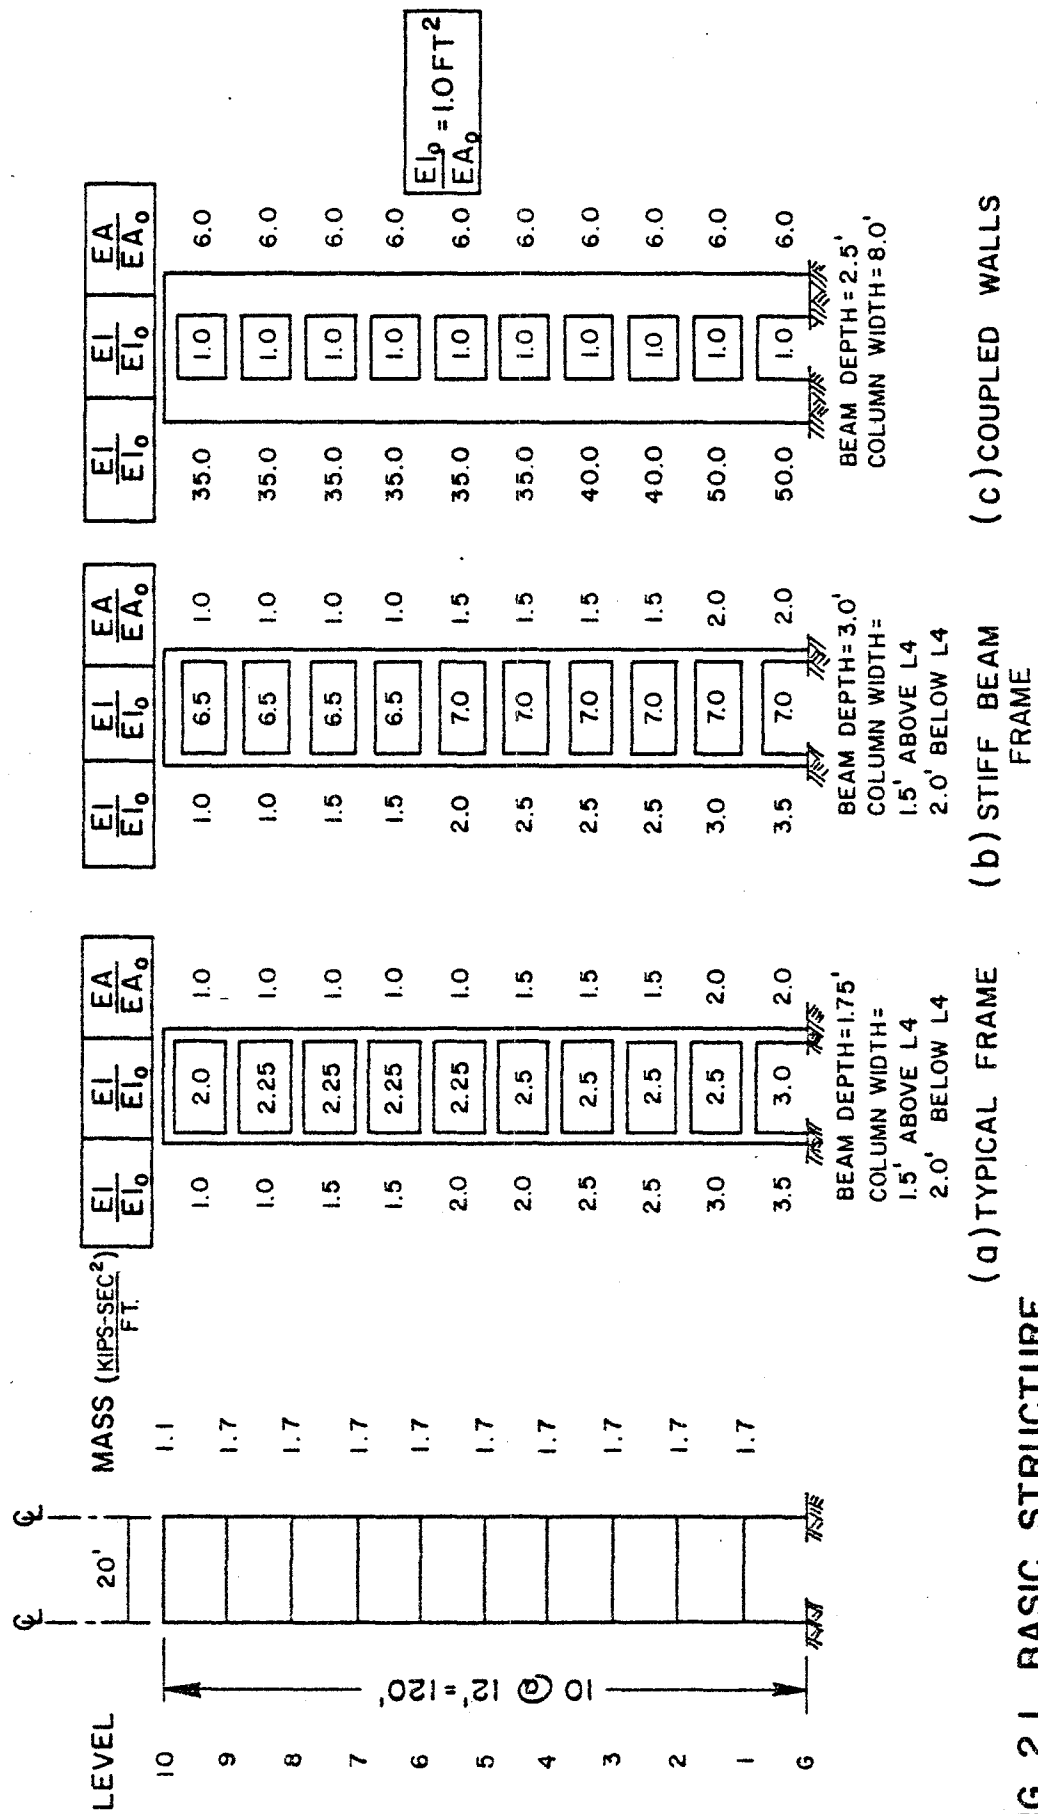 LEVEL
10
9
8
7
6
5
4
3
2
1
G
10 @ 12' = 120'
℄ ℄
20'
MASS (KIPS-SEC²)
FT.
1.1
1.7
1.7
1.7
1.7
1.7
1.7
1.7
1.7
1.7
EI/EI₀ EI/EI₀ EA/EA₀
1.0 2.0 1.0
1.0 2.25 1.0
1.5 2.25 1.0
1.5 2.25 1.0
2.0 2.25 1.0
2.0 2.5 1.5
2.5 2.5 1.5
2.5 2.5 1.5
3.0 2.5 2.0
3.5 3.0 2.0
BEAM DEPTH=1.75'
COLUMN WIDTH=
1.5' ABOVE L4
2.0' BELOW L4
(a) TYPICAL FRAME
EI/EI₀ EI/EI₀ EA/EA₀
1.0 6.5 1.0
1.0 6.5 1.0
1.5 6.5 1.0
1.5 6.5 1.0
2.0 7.0 1.5
2.5 7.0 1.5
2.5 7.0 1.5
2.5 7.0 1.5
3.0 7.0 2.0
3.5 7.0 2.0
BEAM DEPTH=3.0'
COLUMN WIDTH=
1.5' ABOVE L4
2.0' BELOW L4
(b) STIFF BEAM
FRAME
EI/EI₀ EI/EI₀ EA/EA₀
35.0 1.0 6.0
35.0 1.0 6.0
35.0 1.0 6.0
35.0 1.0 6.0
35.0 1.0 6.0
35.0 1.0 6.0
40.0 1.0 6.0
40.0 1.0 6.0
50.0 1.0 6.0
50.0 1.0 6.0
BEAM DEPTH = 2.5'
COLUMN WIDTH = 8.0'
(c) COUPLED WALLS
EI₀/EA₀ = 1.0 FT²
G 2.1 BASIC STRUCTURE